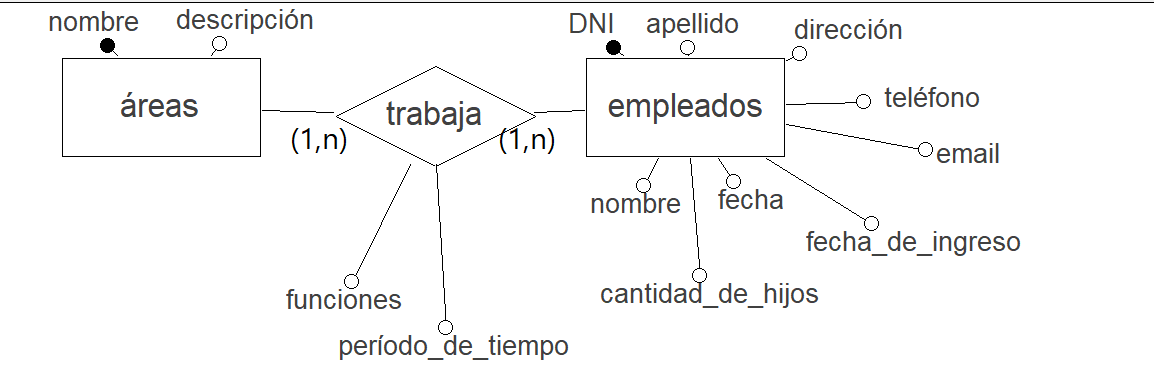 nombre
descripción
DNI
apellido
dirección
áreas
trabaja
empleados
teléfono
(1,n)
(1,n)
email
nombre
fecha
fecha_de_ingreso
funciones
cantidad_de_hijos
período_de_tiempo